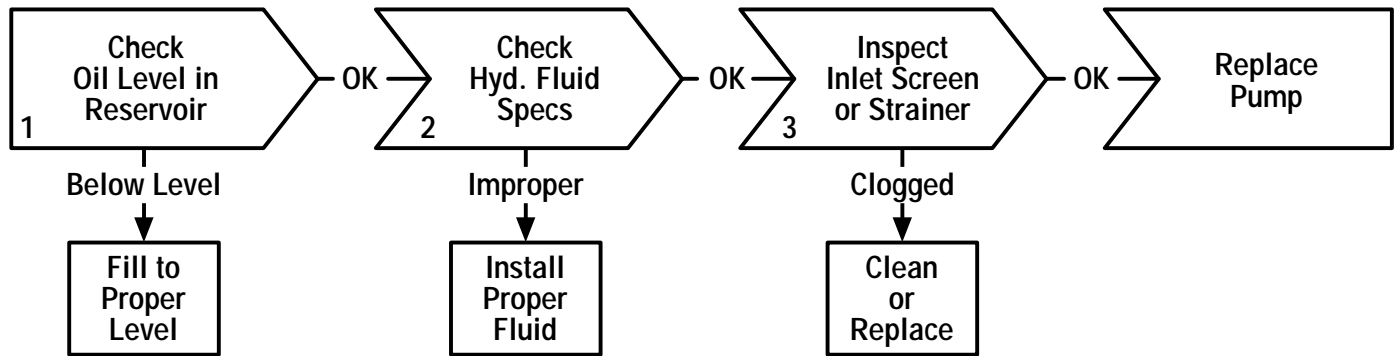 Check
Oil Level in
Reservoir
1
OK
Check
Hyd. Fluid
Specs
2
OK
Inspect
Inlet Screen
or Strainer
3
OK
Replace
Pump
Below Level
Improper
Clogged
Fill to
Proper
Level
Install
Proper
Fluid
Clean
or
Replace